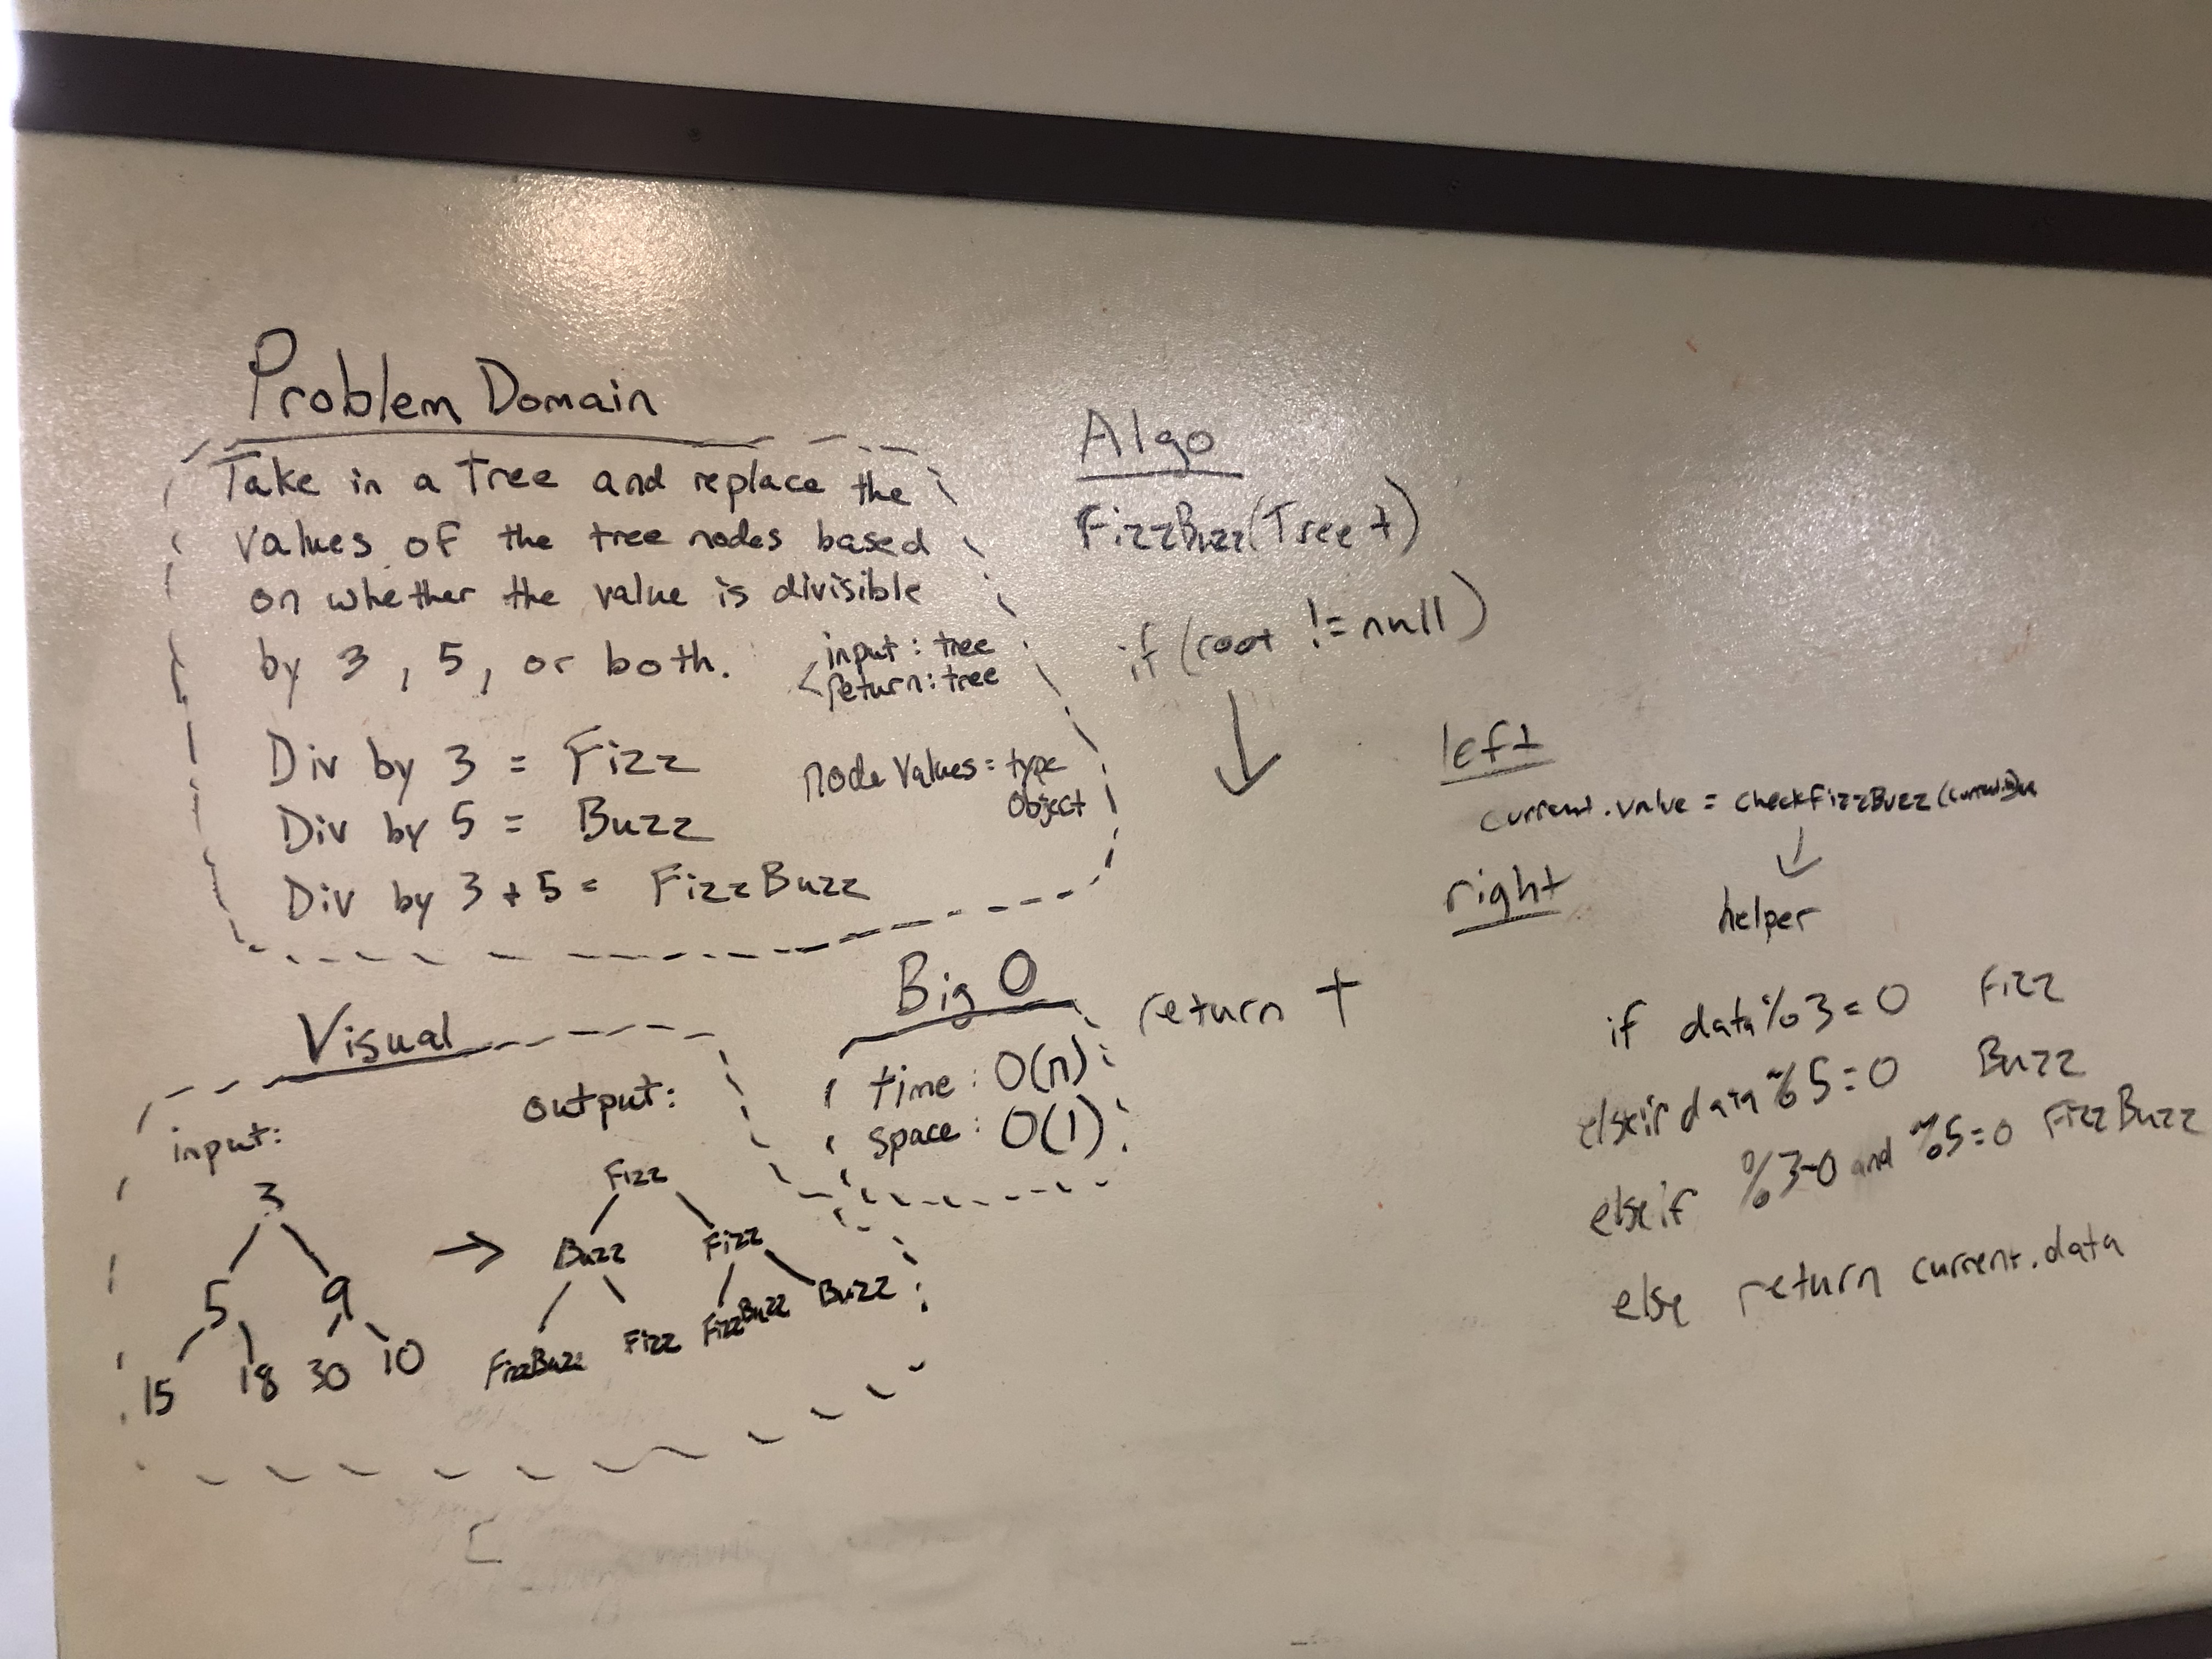 Problem Domain
Take in a Tree and replace the
values of the tree nodes based
on whether the value is divisible
by 3, 5, or both.
input: tree
return: tree
Div by 3 = Fizz
Div by 5 = Buzz
Div by 3 + 5 = FizzBuzz
node values = type
object
Visual
input:
3
5 9
15 18 30 10
→
output:
Fizz
Buzz Fizz
FizzBuzz Fizz FizzBuzz Buzz
Big O
time: O(n)
space: O(1)
Algo
FizzBuzz(Tree t)
if (root != null)
left
current.value = checkFizzBuzz(
right
helper
return t
if data%3=0 Fizz
elseif data%5=0 Buzz
elseif %3=0 and %5=0 FizzBuzz
else return current.data